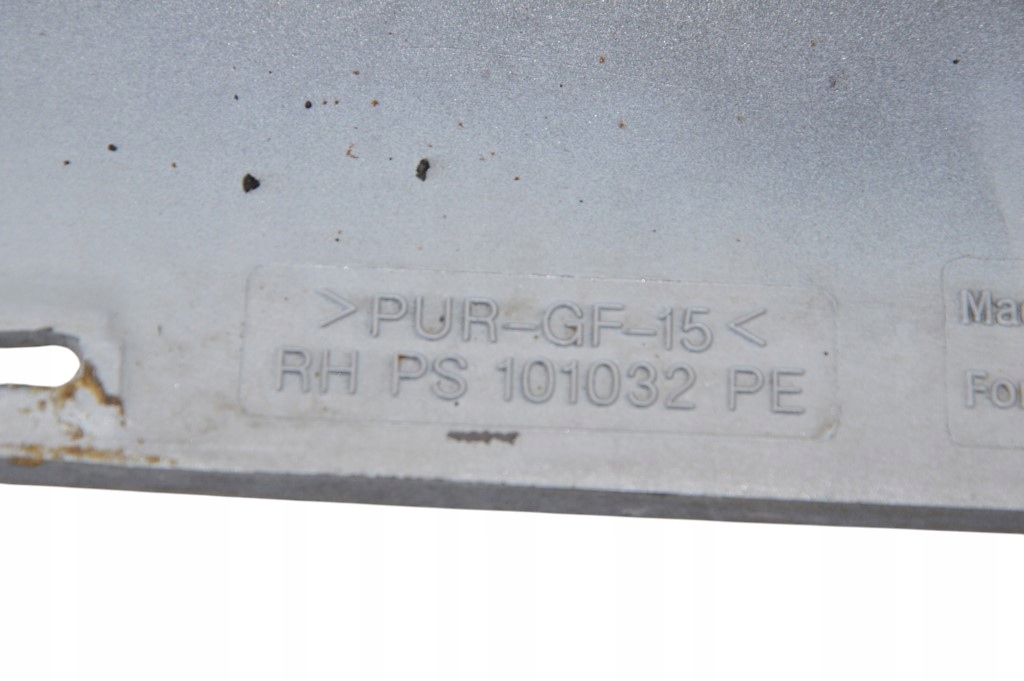 >PUR-GF-15<
RH PS 101032 PE